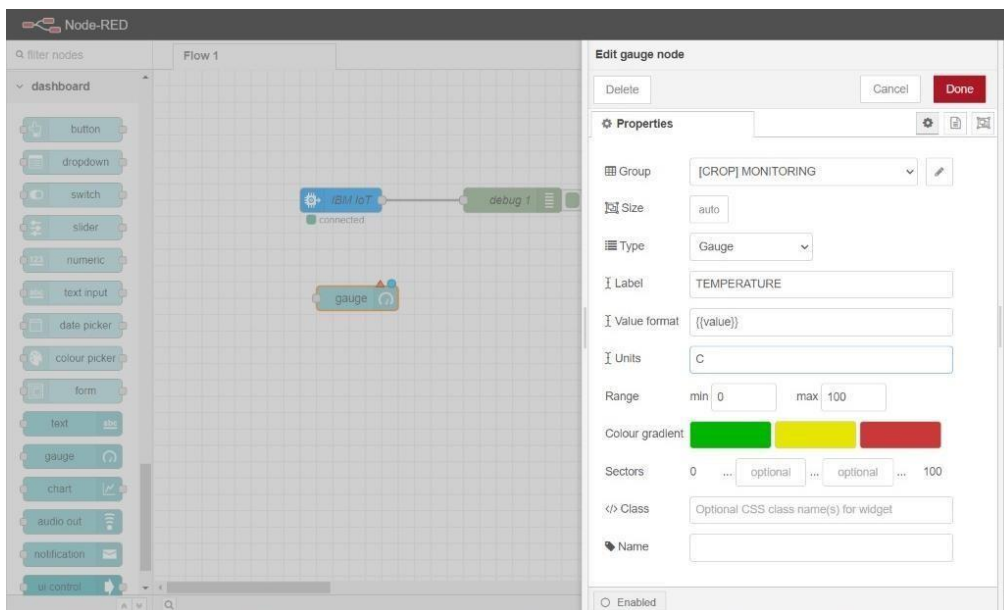 Node-RED
filter nodes
Flow 1
dashboard
button
dropdown
switch
slider
123 numeric
abc text input
date picker
colour picker
form
text abc
gauge
chart
audio out
notification
ui control
IBM IoT
connected
debug 1
gauge
Edit gauge node
Delete Cancel Done
Properties
Group [CROP] MONITORING
Size auto
Type Gauge
Label TEMPERATURE
Value format {{value}}
Units C
Range min 0 max 100
Colour gradient
Sectors 0 ... optional ... optional ... 100
</> Class Optional CSS class name(s) for widget
Name
Enabled